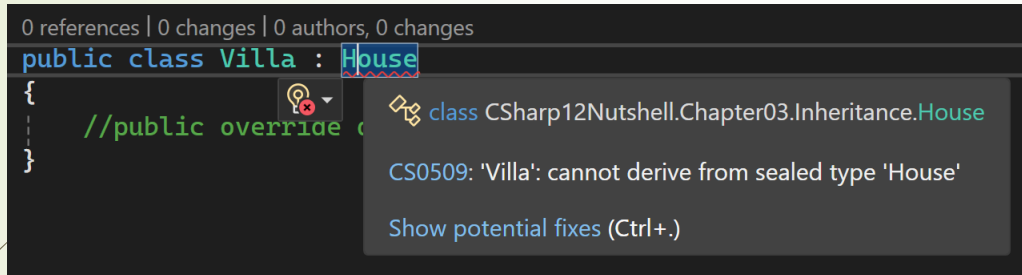 0 references | 0 changes | 0 authors, 0 changes
public class Villa : House
{
//public override
}
class CSharp12Nutshell.Chapter03.Inheritance.House
CS0509: 'Villa': cannot derive from sealed type 'House'
Show potential fixes (Ctrl+.)